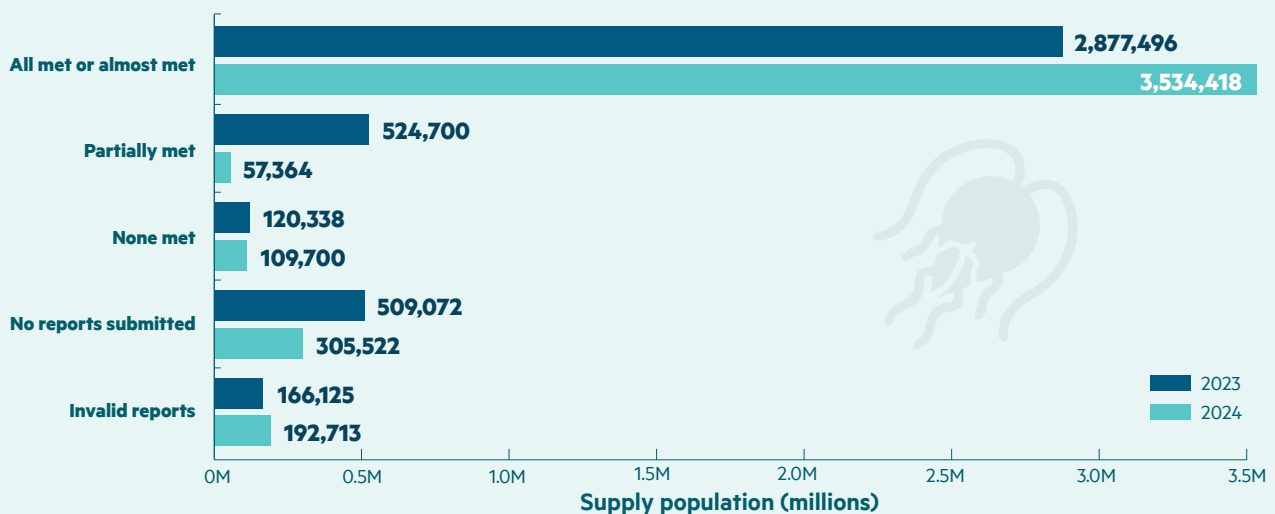 All met or almost met
2,877,496
3,534,418
Partially met
524,700
57,364
None met
120,338
109,700
No reports submitted
509,072
305,522
Invalid reports
166,125
192,713
2023
2024
0M 0.5M 1.0M 1.5M 2.0M 2.5M 3.0M 3.5M
Supply population (millions)